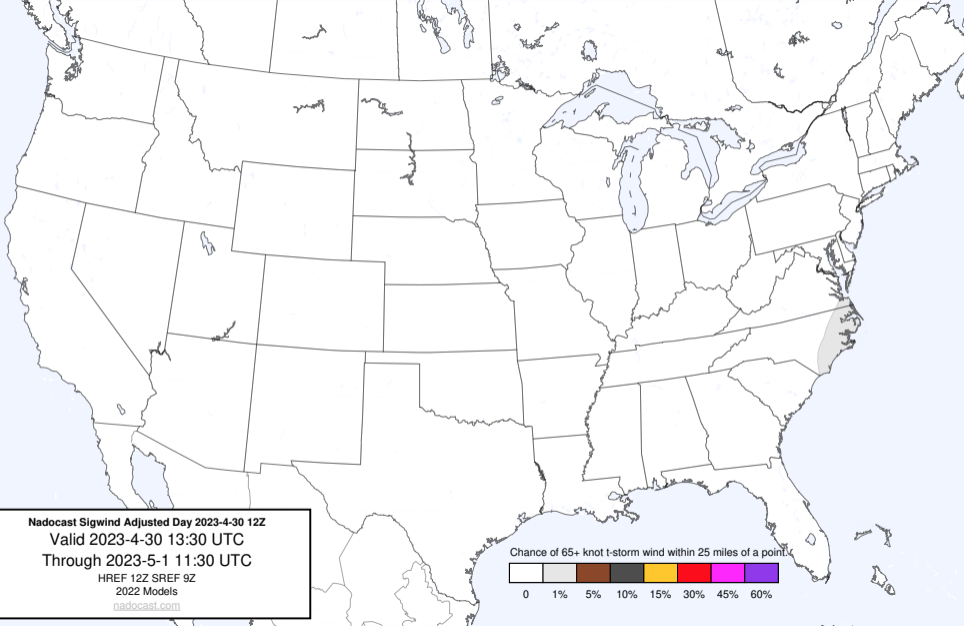 Nadocast Sigwind Adjusted Day 2023-4-30 12Z
Valid 2023-4-30 13:30 UTC
Through 2023-5-1 11:30 UTC
HREF 12Z SREF 9Z
2022 Models
nadocast.com
Chance of 65+ knot t-storm wind within 25 miles of a point.
0 1% 5% 10% 15% 30% 45% 60%